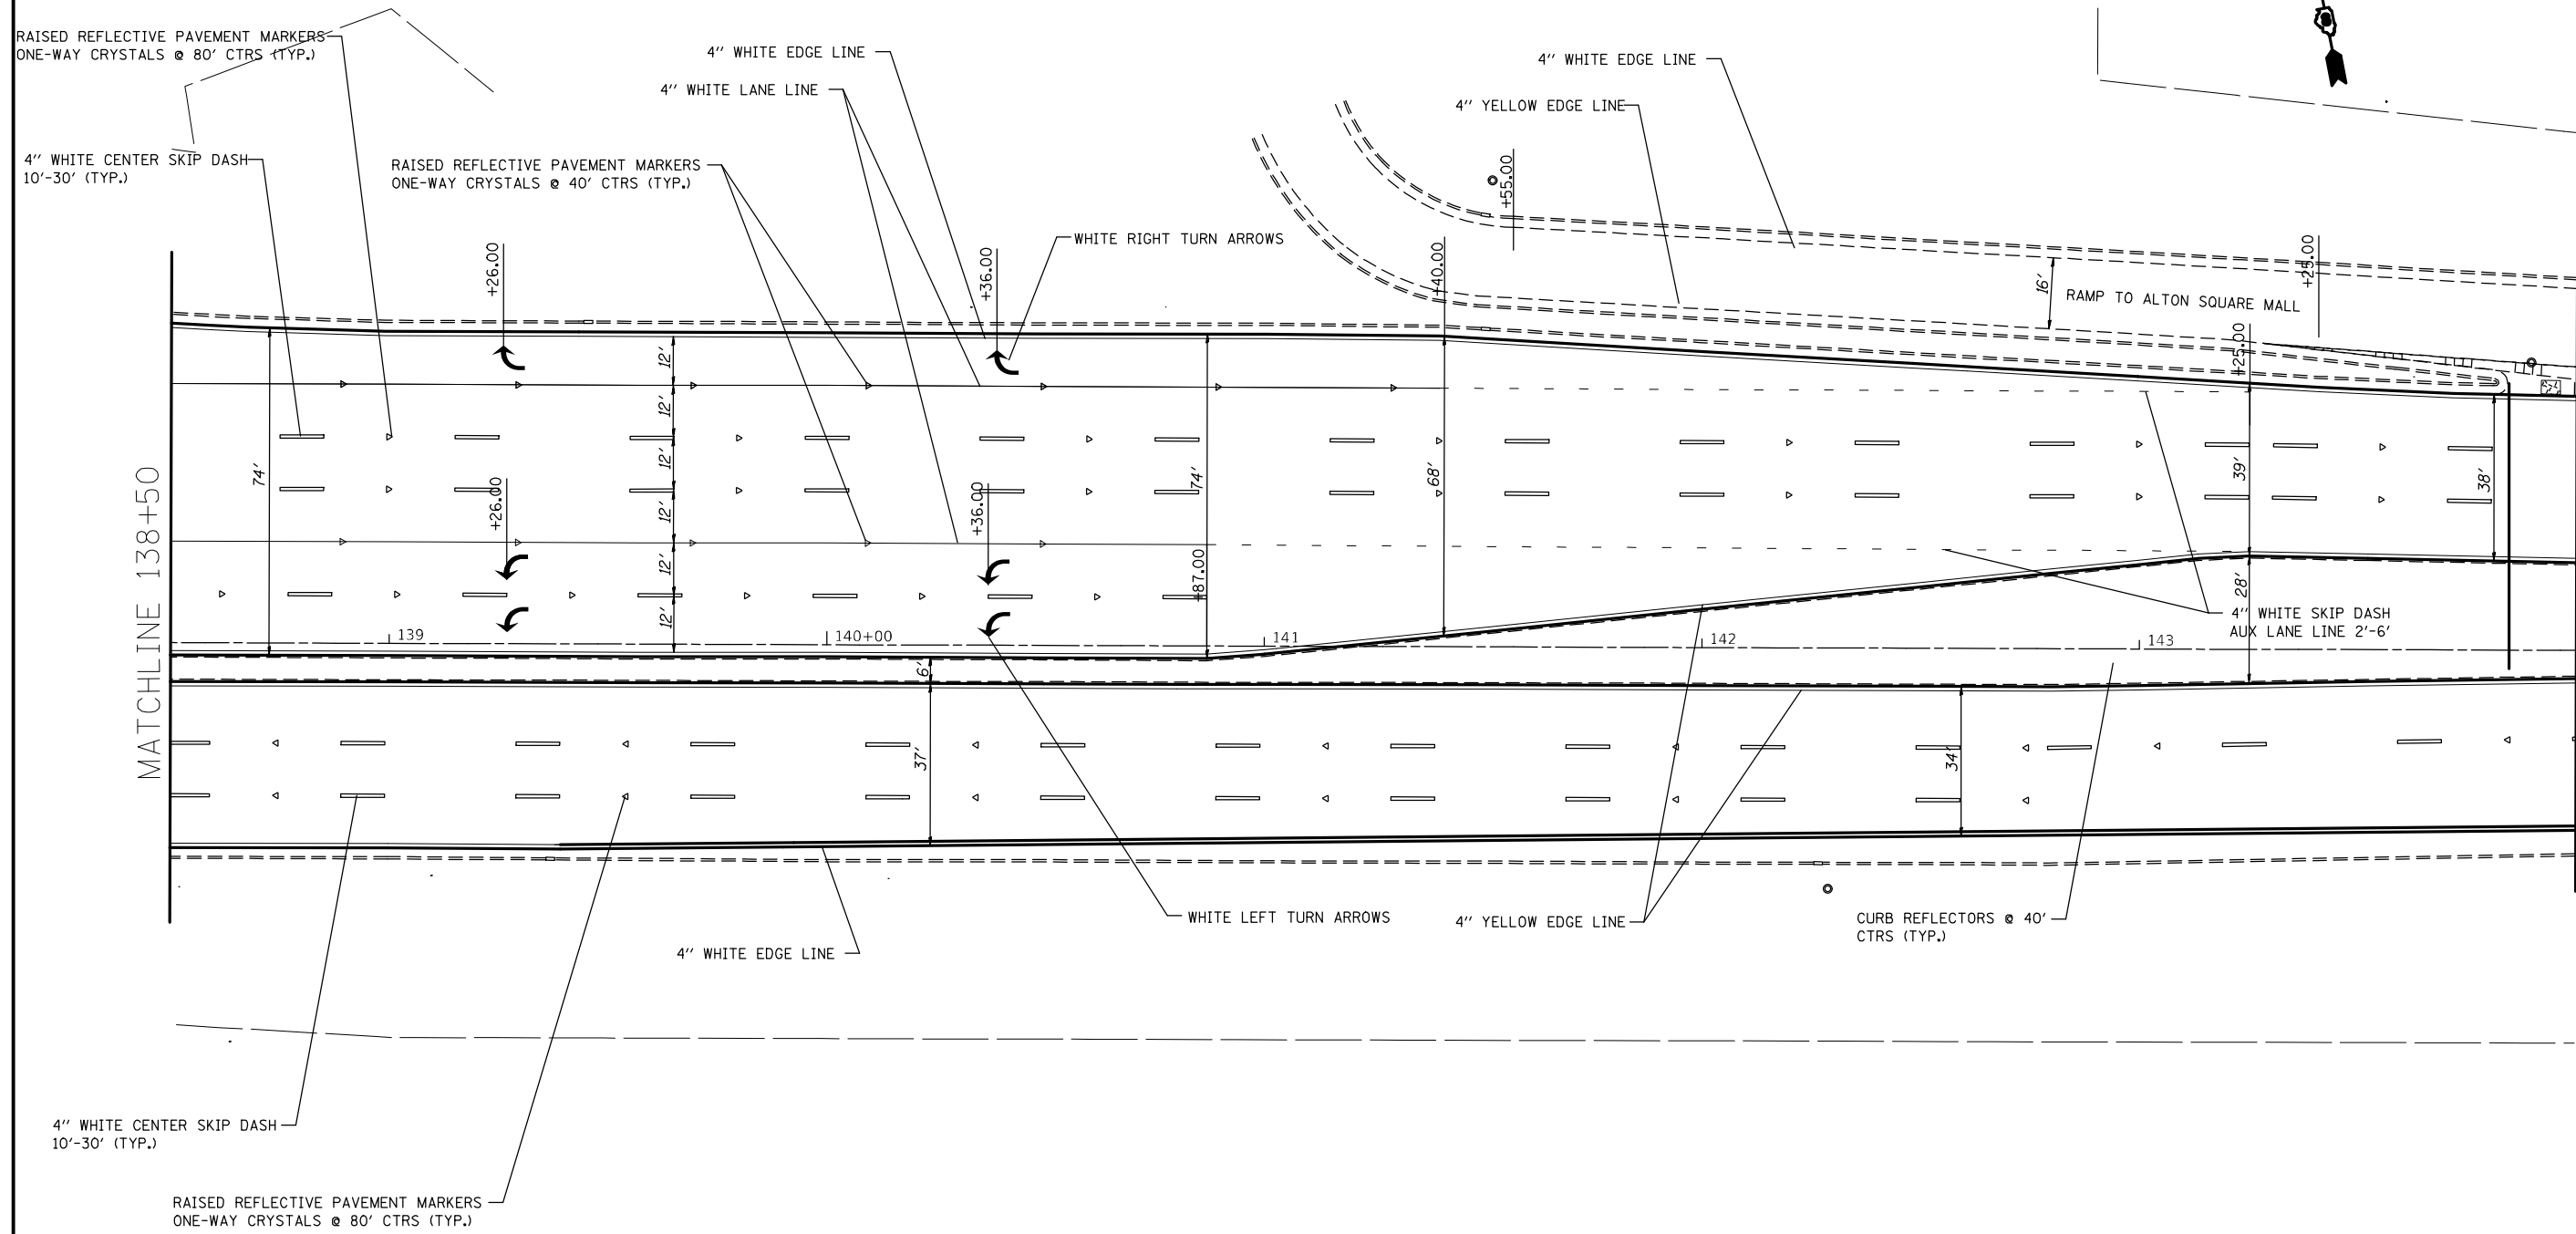 RAISED REFLECTIVE PAVEMENT MARKERS
ONE-WAY CRYSTALS @ 80' CTRS (TYP.)
4" WHITE EDGE LINE
4" WHITE LANE LINE
4" WHITE EDGE LINE
4" YELLOW EDGE LINE
4" WHITE CENTER SKIP DASH
10'-30' (TYP.)
RAISED REFLECTIVE PAVEMENT MARKERS
ONE-WAY CRYSTALS @ 40' CTRS (TYP.)
+55.00
WHITE RIGHT TURN ARROWS
+26.00
+36.00
+40.00
+25.00
16'
RAMP TO ALTON SQUARE MALL
+25.00
12'
12'
12'
12'
12'
12'
74'
74'
68'
39'
38'
MATCHLINE 138+50
+26.00
+36.00
+87.00
28'
4" WHITE SKIP DASH
AUX LANE LINE 2'-6'
139
140+00
141
142
143
6'
37'
34'
WHITE LEFT TURN ARROWS
4" YELLOW EDGE LINE
CURB REFLECTORS @ 40'
CTRS (TYP.)
4" WHITE EDGE LINE
4" WHITE CENTER SKIP DASH
10'-30' (TYP.)
RAISED REFLECTIVE PAVEMENT MARKERS
ONE-WAY CRYSTALS @ 80' CTRS (TYP.)